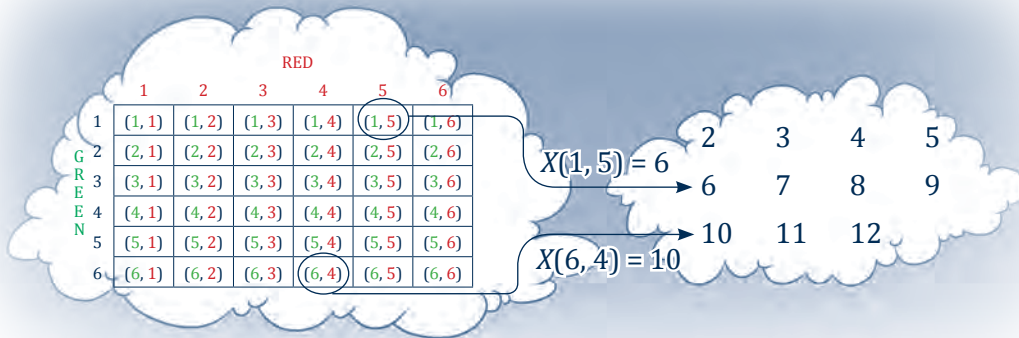 RED
1 2 3 4 5 6
1 (1, 1) (1, 2) (1, 3) (1, 4) (1, 5) (1, 6)
2 (2, 1) (2, 2) (2, 3) (2, 4) (2, 5) (2, 6)
3 (3, 1) (3, 2) (3, 3) (3, 4) (3, 5) (3, 6)
4 (4, 1) (4, 2) (4, 3) (4, 4) (4, 5) (4, 6)
5 (5, 1) (5, 2) (5, 3) (5, 4) (5, 5) (5, 6)
6 (6, 1) (6, 2) (6, 3) (6, 4) (6, 5) (6, 6)
GREEN
X(1, 5) = 6
X(6, 4) = 10
2 3 4 5
6 7 8 9
10 11 12